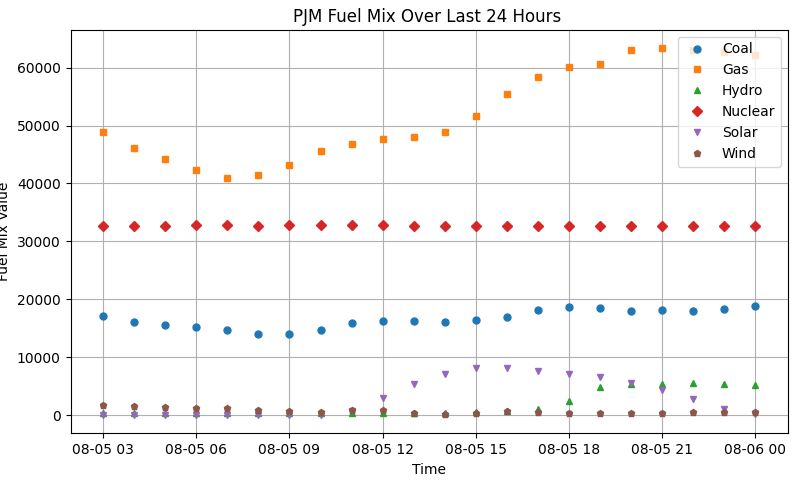 PJM Fuel Mix Over Last 24 Hours
Coal
Gas
Hydro
Nuclear
Solar
Wind
60000
50000
40000
30000
20000
10000
0
Fuel Mix Value
08-05 03 08-05 06 08-05 09 08-05 12 08-05 15 08-05 18 08-05 21 08-06 00
Time